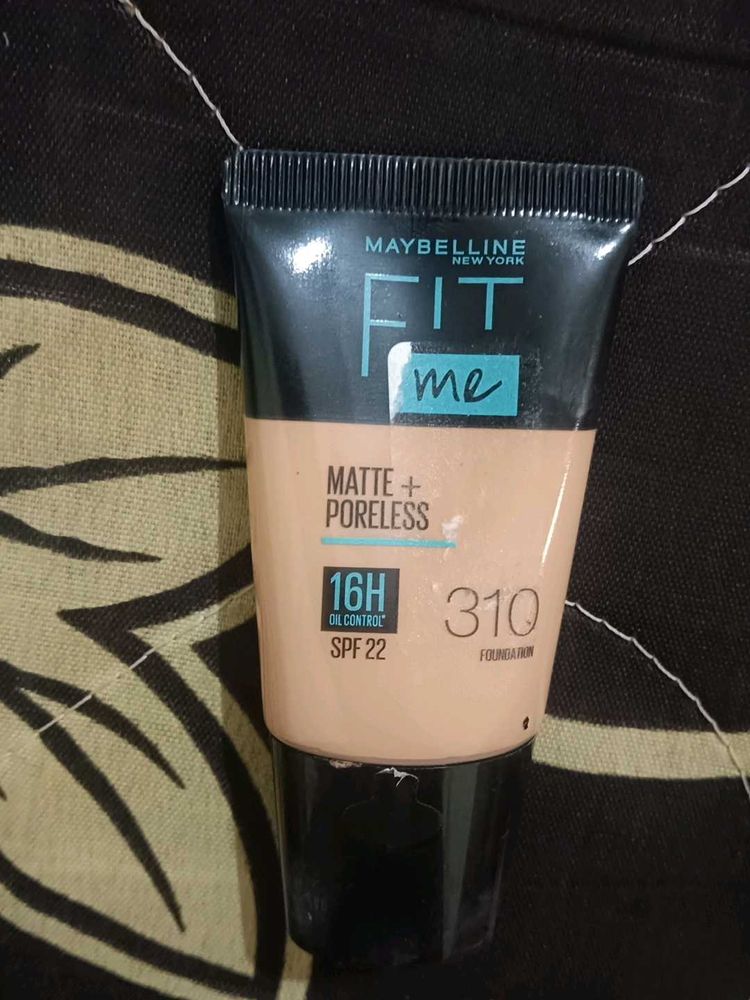 MAYBELLINE
NEW YORK
FIT
me
MATTE +
PORELESS
16H
OIL CONTROL*
SPF 22
310
FOUNDATION